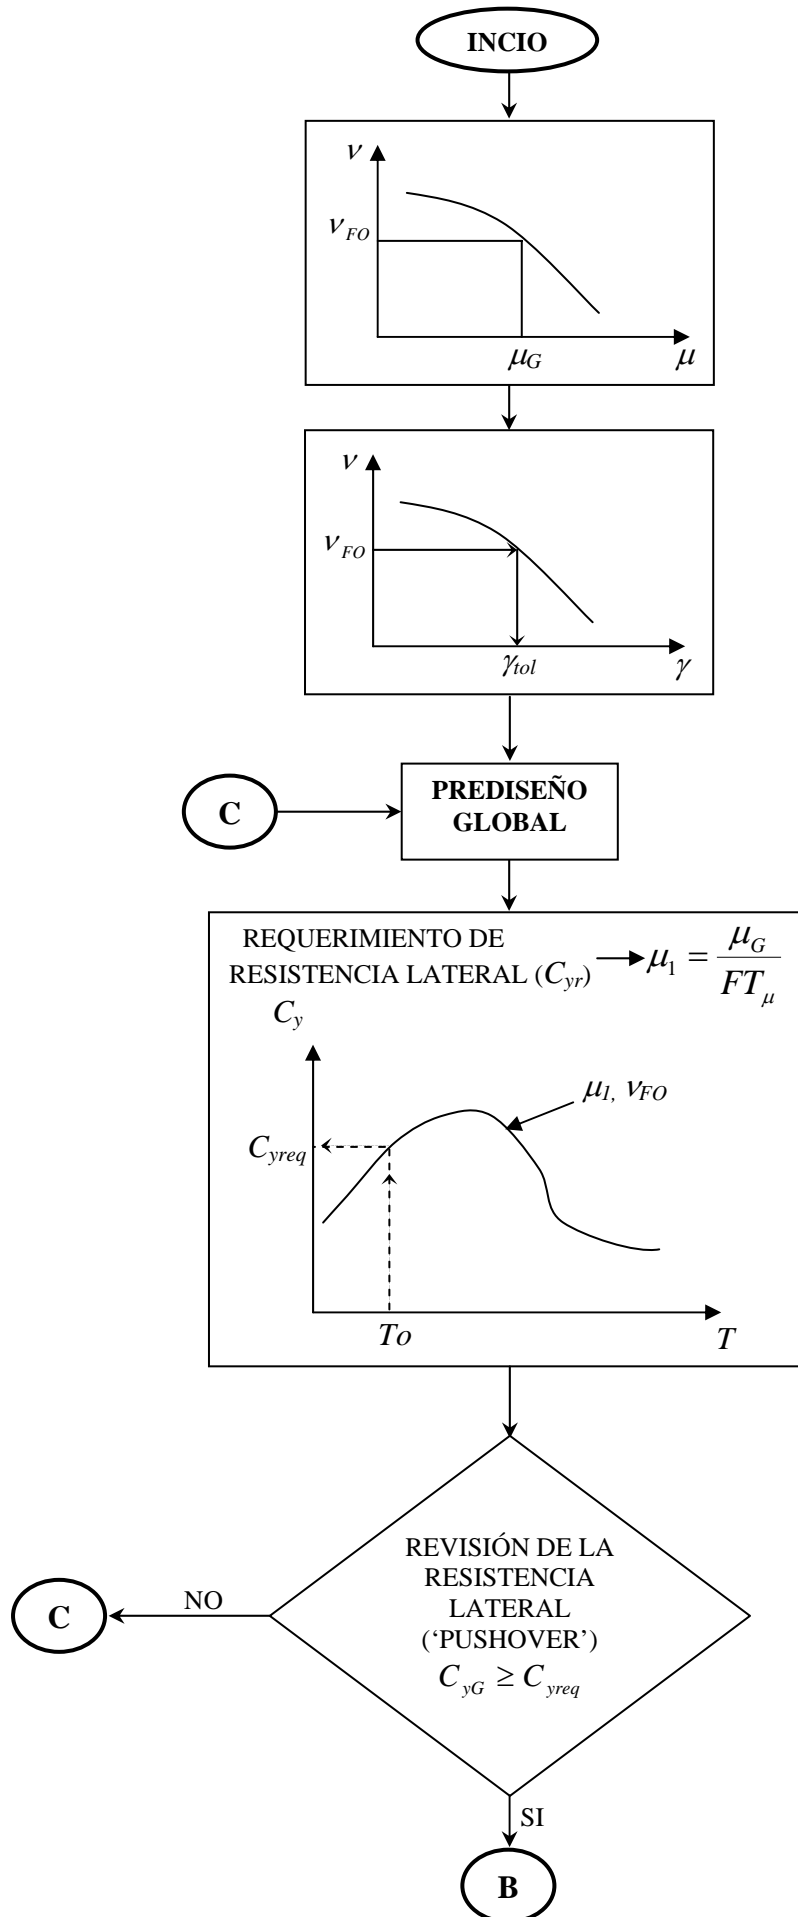 INCIO
ν
ν_FO
μ_G
μ
ν
ν_FO
γ_tol
γ
C
PREDISEÑO
GLOBAL
REQUERIMIENTO DE
RESISTENCIA LATERAL (C_yr)
μ_1 = μ_G / FT_μ
C_y
μ_1, ν_FO
C_yreq
To
T
REVISIÓN DE LA
RESISTENCIA
LATERAL
(‘PUSHOVER’)
C_yG ≥ C_yreq
NO
C
SI
B